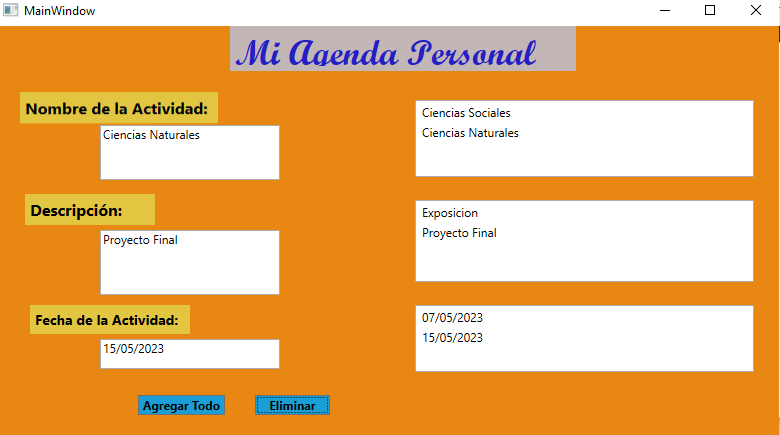 MainWindow
Mi Agenda Personal
Nombre de la Actividad:
Ciencias Naturales
Ciencias Sociales
Ciencias Naturales
Descripción:
Proyecto Final
Exposicion
Proyecto Final
Fecha de la Actividad:
15/05/2023
07/05/2023
15/05/2023
Agregar Todo
Eliminar